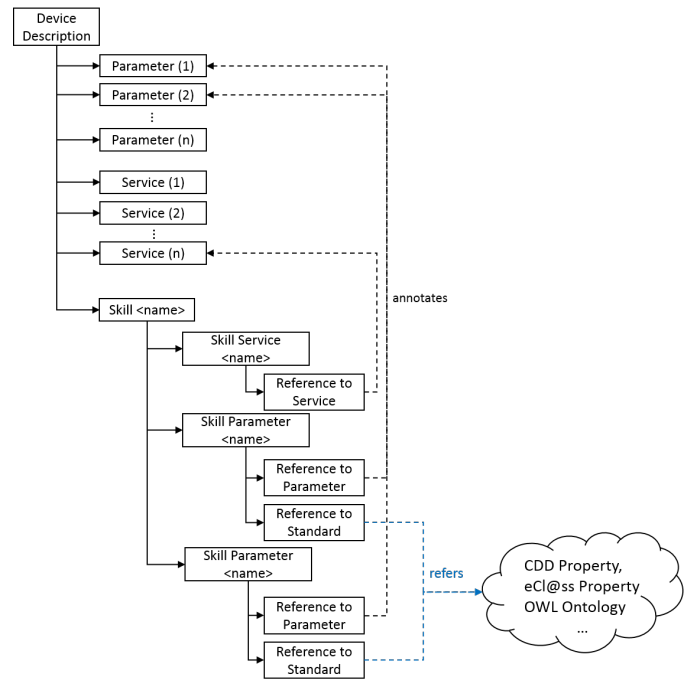 Device
Description
Parameter (1)
Parameter (2)
...
Parameter (n)
Service (1)
Service (2)
...
Service (n)
annotates
Skill <name>
Skill Service
<name>
Reference to
Service
Skill Parameter
<name>
Reference to
Parameter
Reference to
Standard
Skill Parameter
<name>
refers
CDD Property,
eCl@ss Property
OWL Ontology
...
Reference to
Parameter
Reference to
Standard